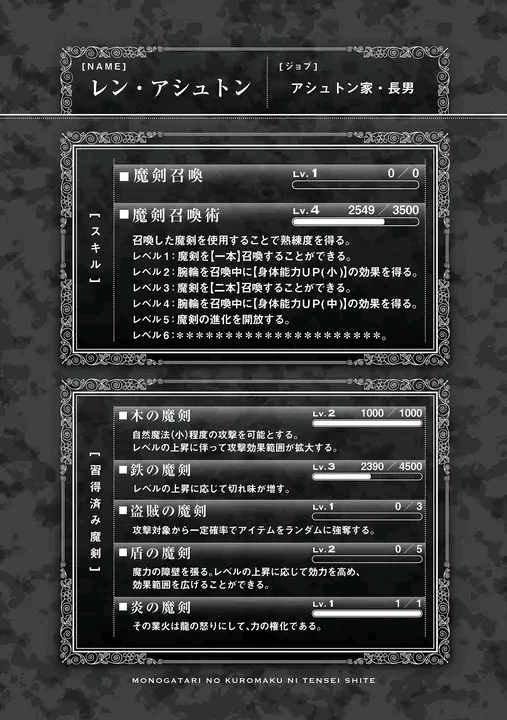 [NAME]
レン・アシュトン
[ジョブ]
アシュトン家・長男
[スキル]
■魔剣召喚 Lv.1 0／0
■魔剣召喚術 Lv.4 2549／3500
召喚した魔剣を使用することで熟練度を得る。
レベル1：魔剣を【一本】召喚することができる。
レベル2：腕輪を召喚中に【身体能力UP(小)】の効果を得る。
レベル3：魔剣を【二本】召喚することができる。
レベル4：腕輪を召喚中に【身体能力UP(中)】の効果を得る。
レベル5：魔剣の進化を開放する。
レベル6：＊＊＊＊＊＊＊＊＊＊＊＊＊＊＊＊＊＊＊＊＊。
[習得済み魔剣]
■木の魔剣 Lv.2 1000／1000
自然魔法(小)程度の攻撃を可能とする。
レベルの上昇に伴って攻撃効果範囲が拡大する。
■鉄の魔剣 Lv.3 2390／4500
レベルの上昇に応じて切れ味が増す。
■盗賊の魔剣 Lv.1 0／3
攻撃対象から一定確率でアイテムをランダムに強奪する。
■盾の魔剣 Lv.2 0／5
魔力の障壁を張る。レベルの上昇に応じて効力を高め、
効果範囲を広げることができる。
■炎の魔剣 Lv.1 1／1
その業火は龍の怒りにして、力の権化である。
MONOGATARI NO KUROMAKU NI TENSEI SHITE